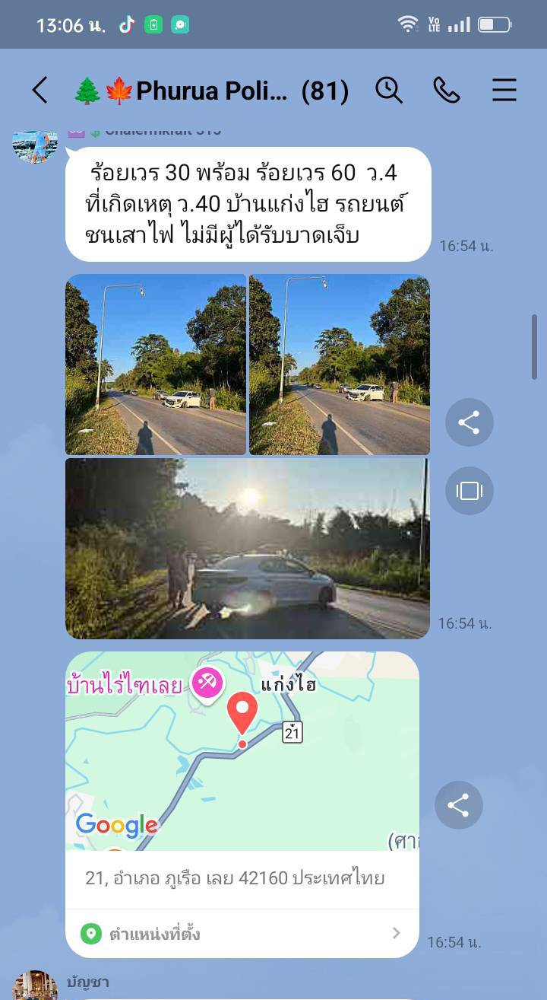 13:06 น.
Vo
LTE
🌲🍁Phurua Poli... (81)
ร้อยเวร 30 พร้อม ร้อยเวร 60 ว.4
ที่เกิดเหตุ ว.40 บ้านแก่งไฮ รถยนต์
ชนเสาไฟ ไม่มีผู้ได้รับบาดเจ็บ
16:54 น.
16:54 น.
บ้านไร่ไฑเลย
แก่งไฮ
21
Google
(ศา
21, อำเภอ ภูเรือ เลย 42160 ประเทศไทย
ตำแหน่งที่ตั้ง
16:54 น.
บัญชา